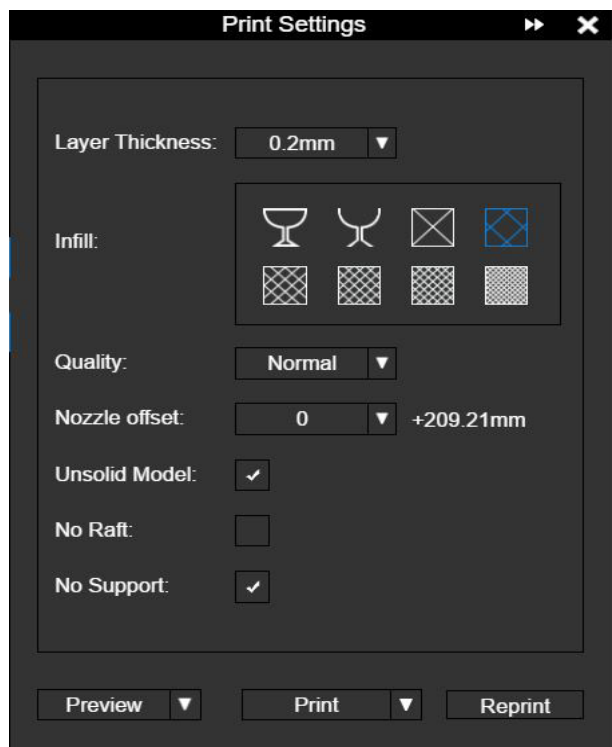 Print Settings
Layer Thickness: 0.2mm
Infill:
Quality: Normal
Nozzle offset: 0 +209.21mm
Unsolid Model:
No Raft:
No Support:
Preview Print Reprint